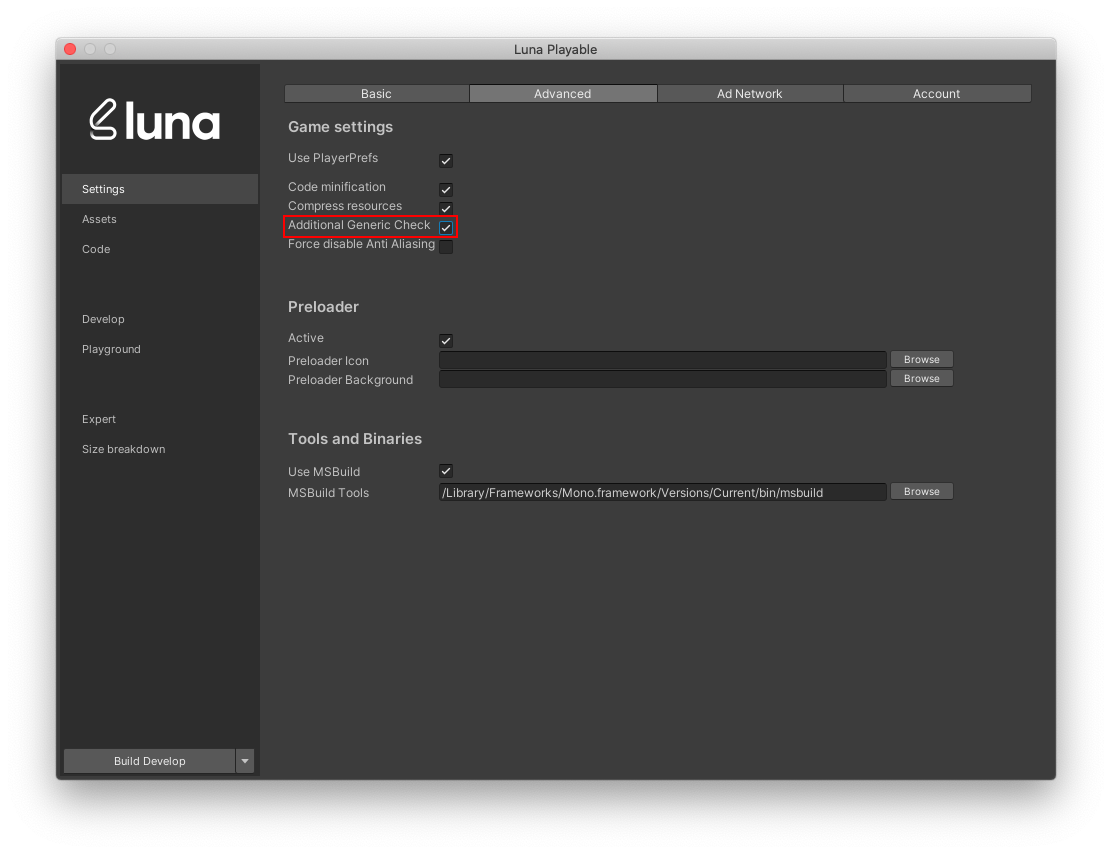 Luna Playable
luna
Basic
Advanced
Ad Network
Account
Settings
Assets
Code
Develop
Playground
Expert
Size breakdown
Build Develop
Game settings
Use PlayerPrefs
Code minification
Compress resources
Additional Generic Check
Force disable Anti Aliasing
Preloader
Active
Preloader Icon
Browse
Preloader Background
Browse
Tools and Binaries
Use MSBuild
MSBuild Tools
/Library/Frameworks/Mono.framework/Versions/Current/bin/msbuild
Browse